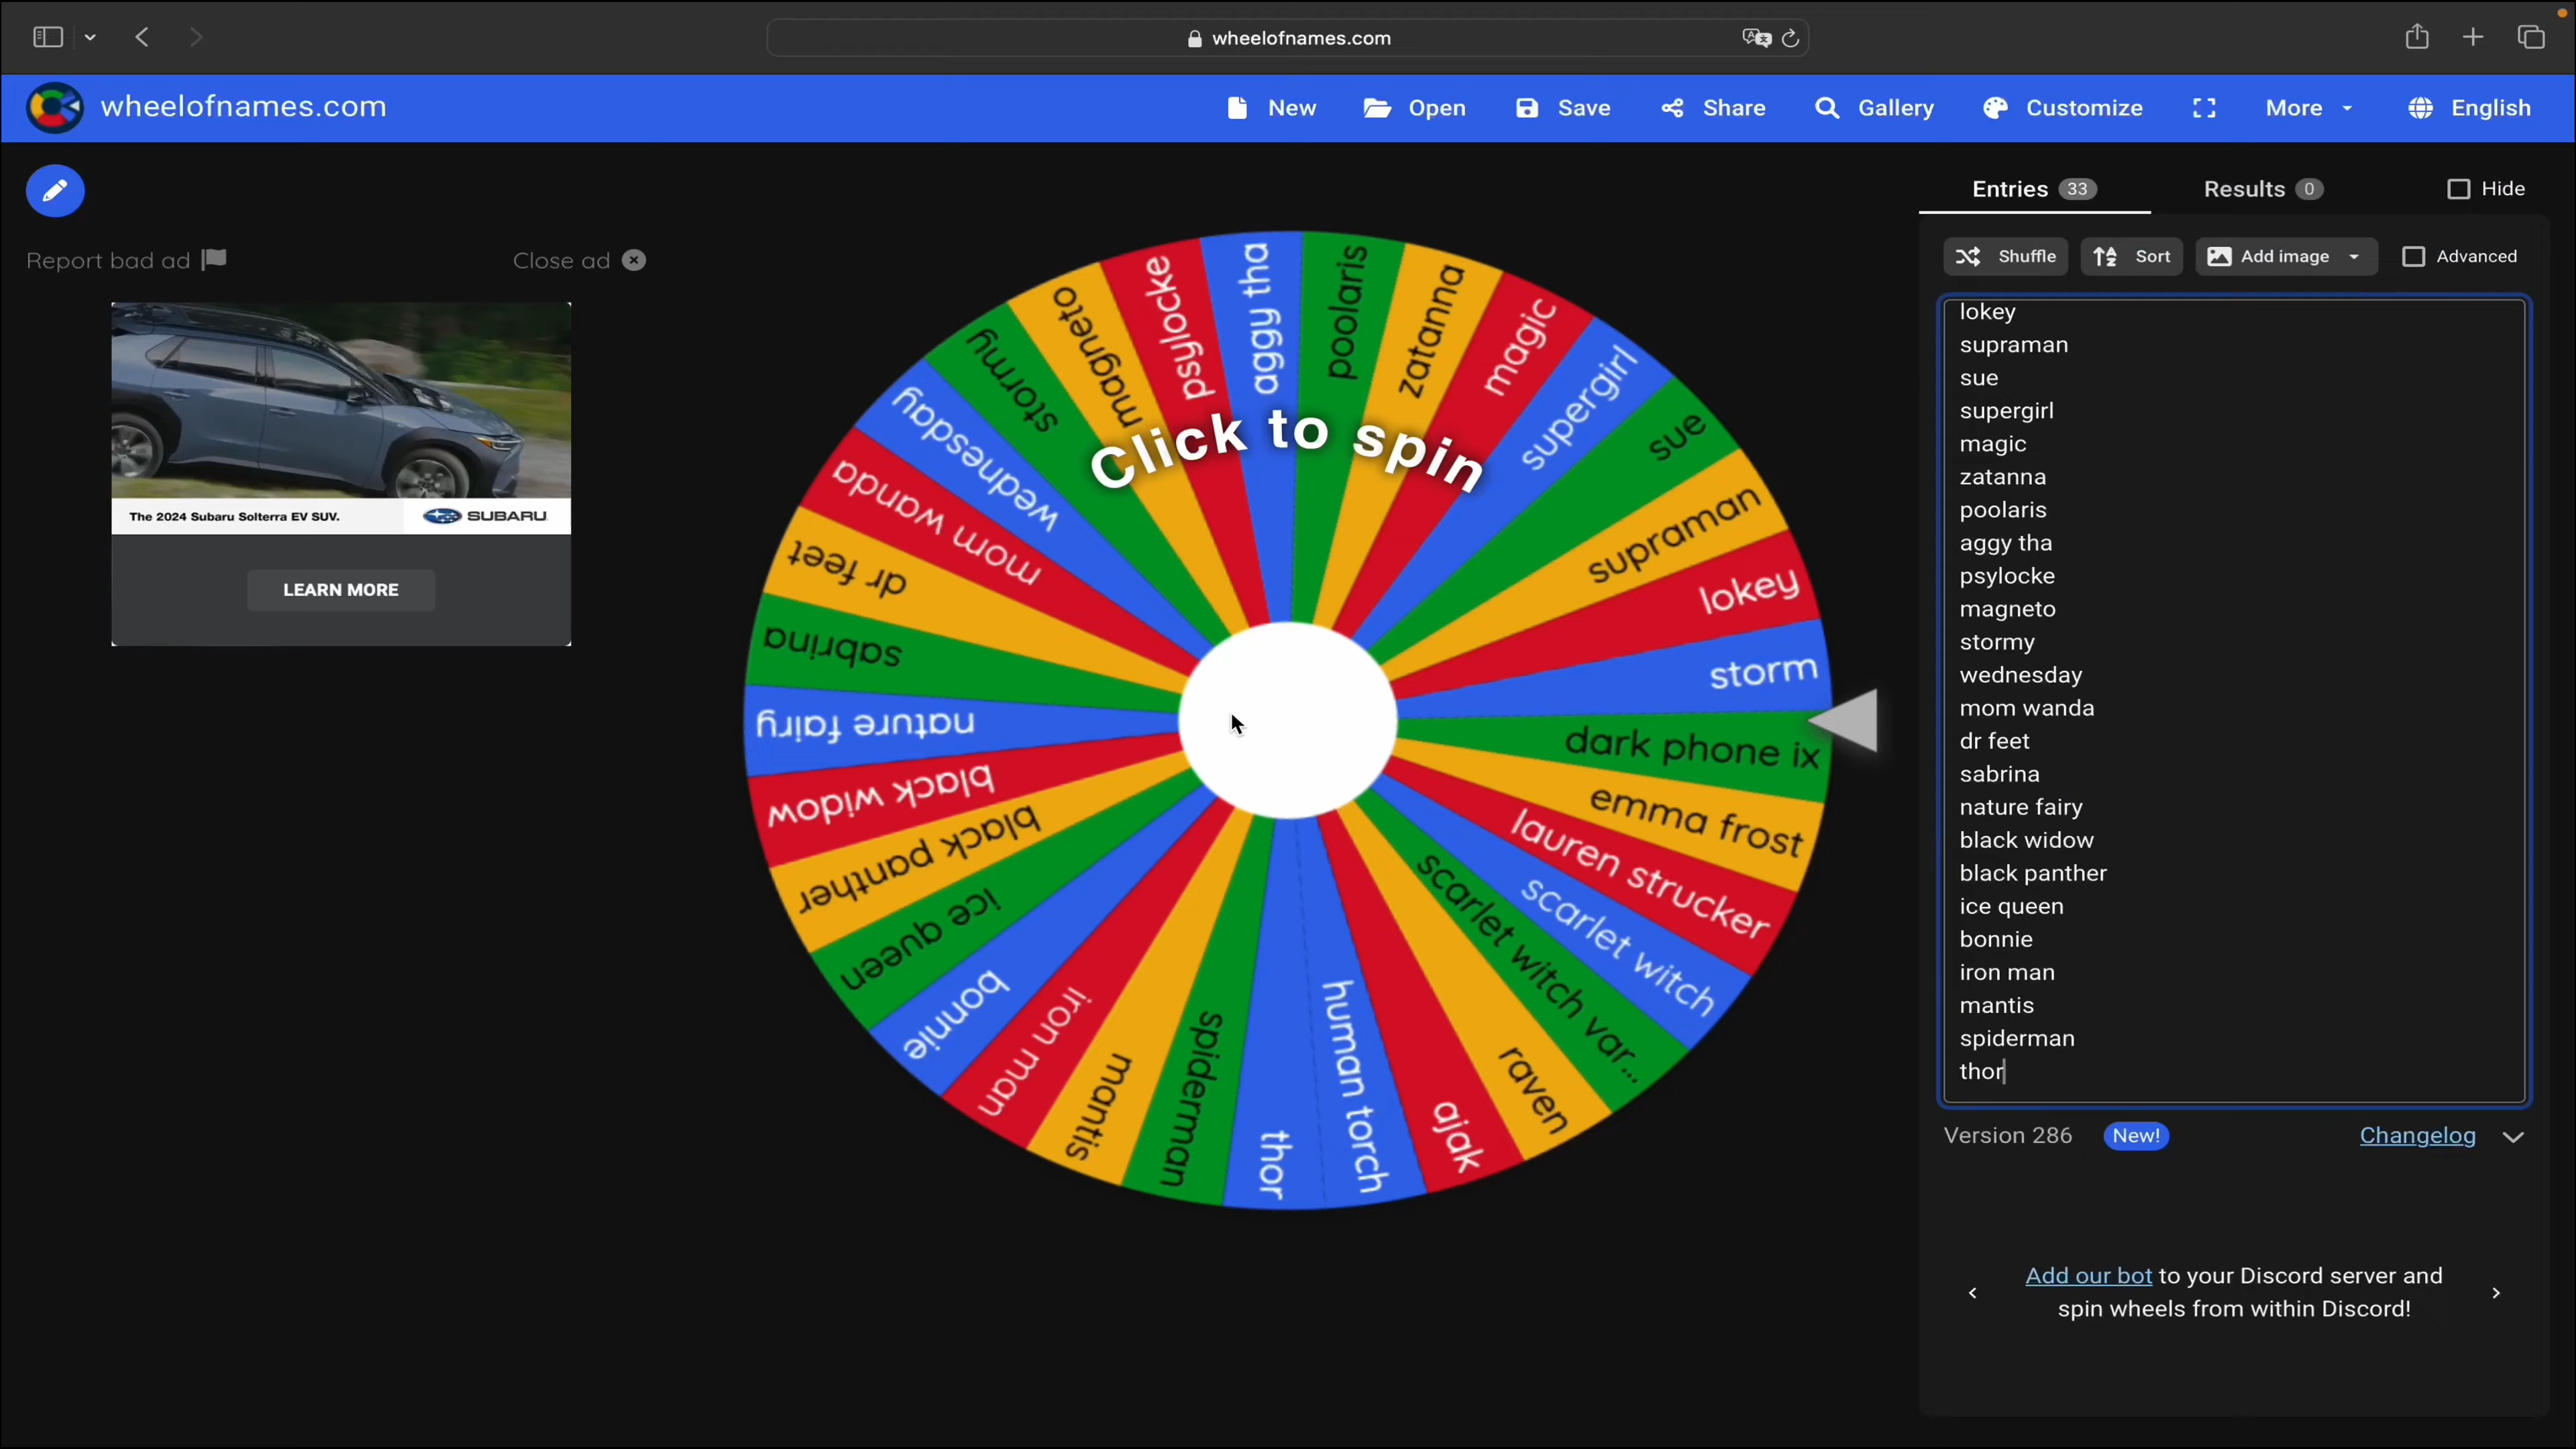 wheelofnames.com
wheelofnames.com
New
Open
Save
Share
Gallery
Customize
More
English
Report bad ad
Close ad
The 2024 Subaru Solterra EV SUV.
SUBARU
LEARN MORE
Click to spin
aggy tha
poolaris
zatanna
magic
supergirl
sue
supraman
lokey
storm
dark phone ix
emma frost
lauren strucker
scarlet witch
scarlet witch var...
raven
ajak
human torch
thor
spiderman
mantis
iron man
bonnie
ice queen
black panther
black widow
nature fairy
sabrina
dr feet
mom wanda
wednesday
stormy
magneto
psylocke
Entries 33
Results 0
Hide
Shuffle
Sort
Add image
Advanced
lokey
supraman
sue
supergirl
magic
zatanna
poolaris
aggy tha
psylocke
magneto
stormy
wednesday
mom wanda
dr feet
sabrina
nature fairy
black widow
black panther
ice queen
bonnie
iron man
mantis
spiderman
thor
Version 286
New!
Changelog
Add our bot to your Discord server and
spin wheels from within Discord!